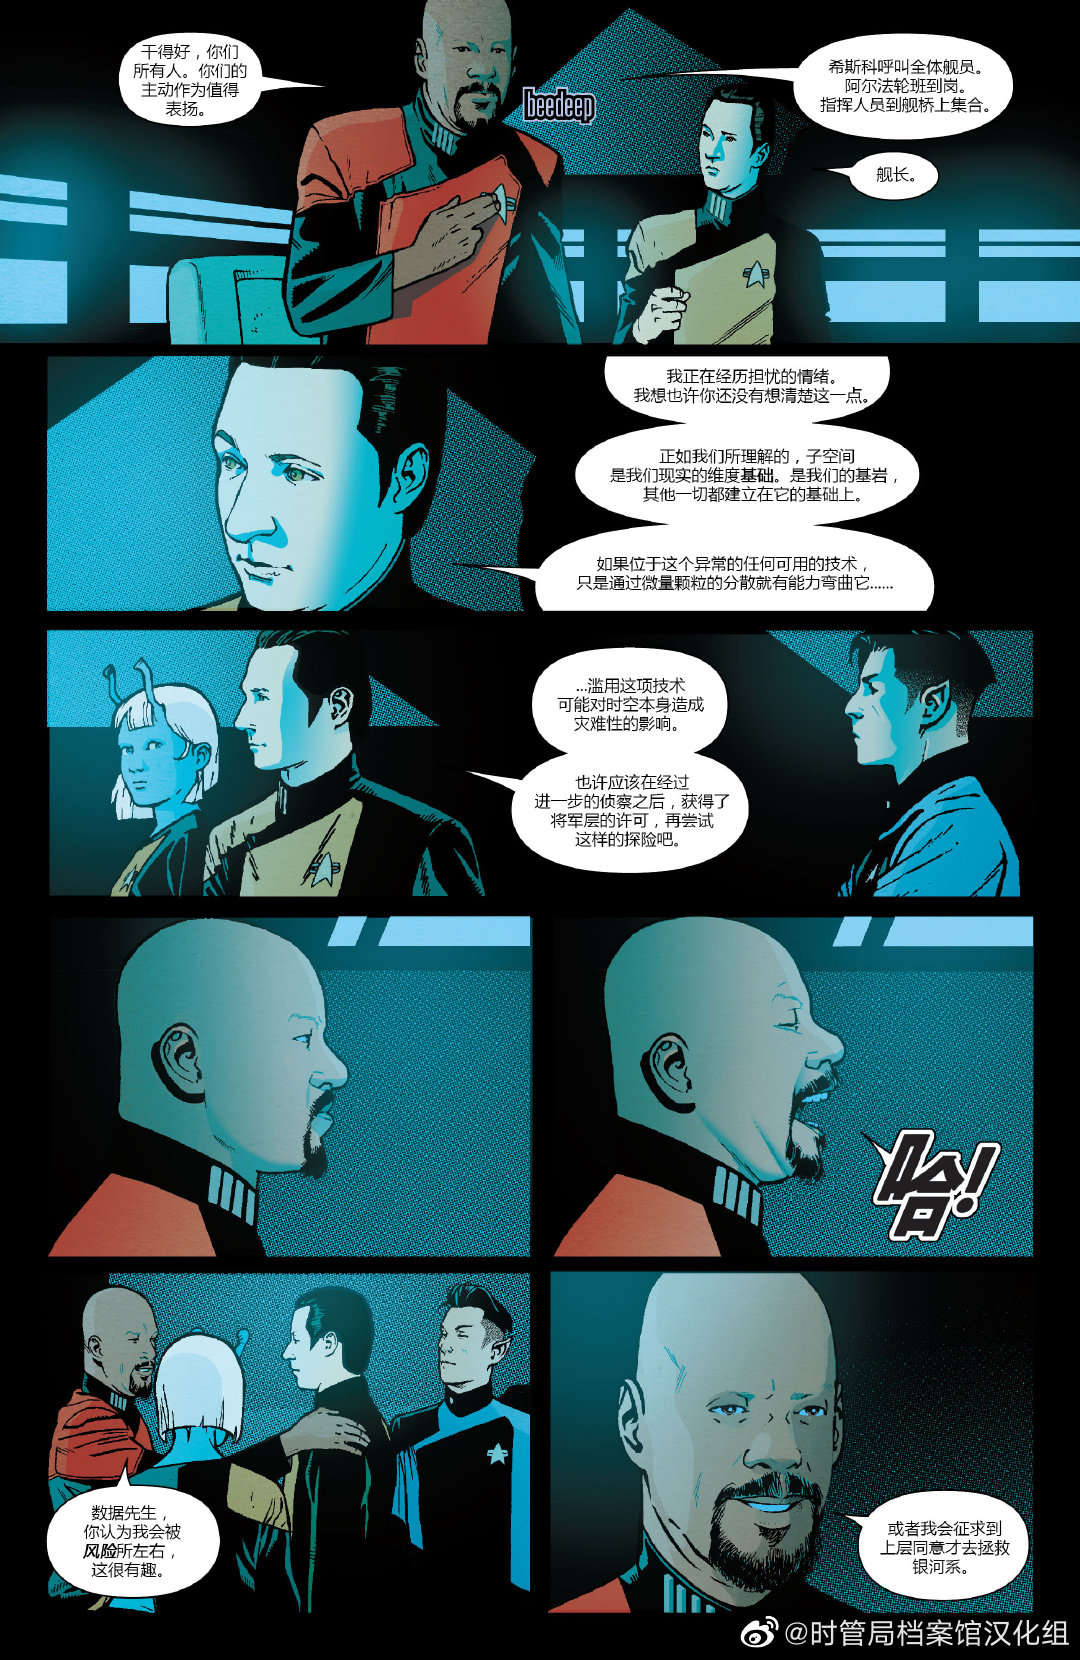 干得好，你们
所有人。你们的
主动作为值得
表扬。
beedeep
希斯科呼叫全体舰员。
阿尔法轮班到岗。
指挥人员到舰桥上集合。
舰长。
我正在经历担忧的情绪。
我想也许你还没有想清楚这一点。
正如我们所理解的，子空间
是我们现实的维度基础。是我们的基岩，
其他一切都建立在它的基础上。
如果位于这个异常的任何可用的技术，
只是通过微量颗粒的分散就有能力弯曲它……
…滥用这项技术
可能对时空本身造成
灾难性的影响。
也许应该在经过
进一步的侦察之后，获得了
将军层的许可，再尝试
这样的探险吧。
哈！
数据先生，
你认为我会被
风险所左右，
这很有趣。
或者我会征求到
上层同意才去拯救
银河系。
@时管局档案馆汉化组